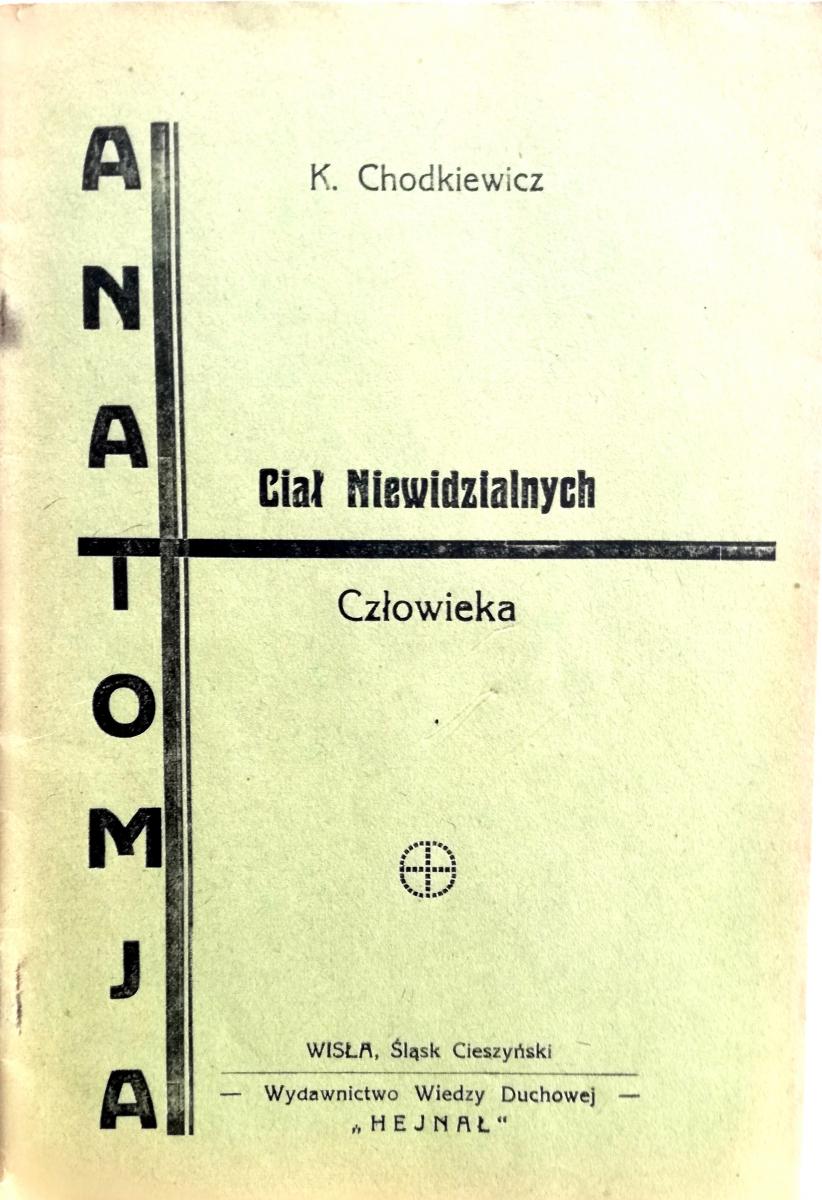 K. Chodkiewicz
ANATOMJA
Ciał Niewidzialnych
Człowieka
WISŁA, Śląsk Cieszyński
— Wydawnictwo Wiedzy Duchowej —
„HEJNAŁ“